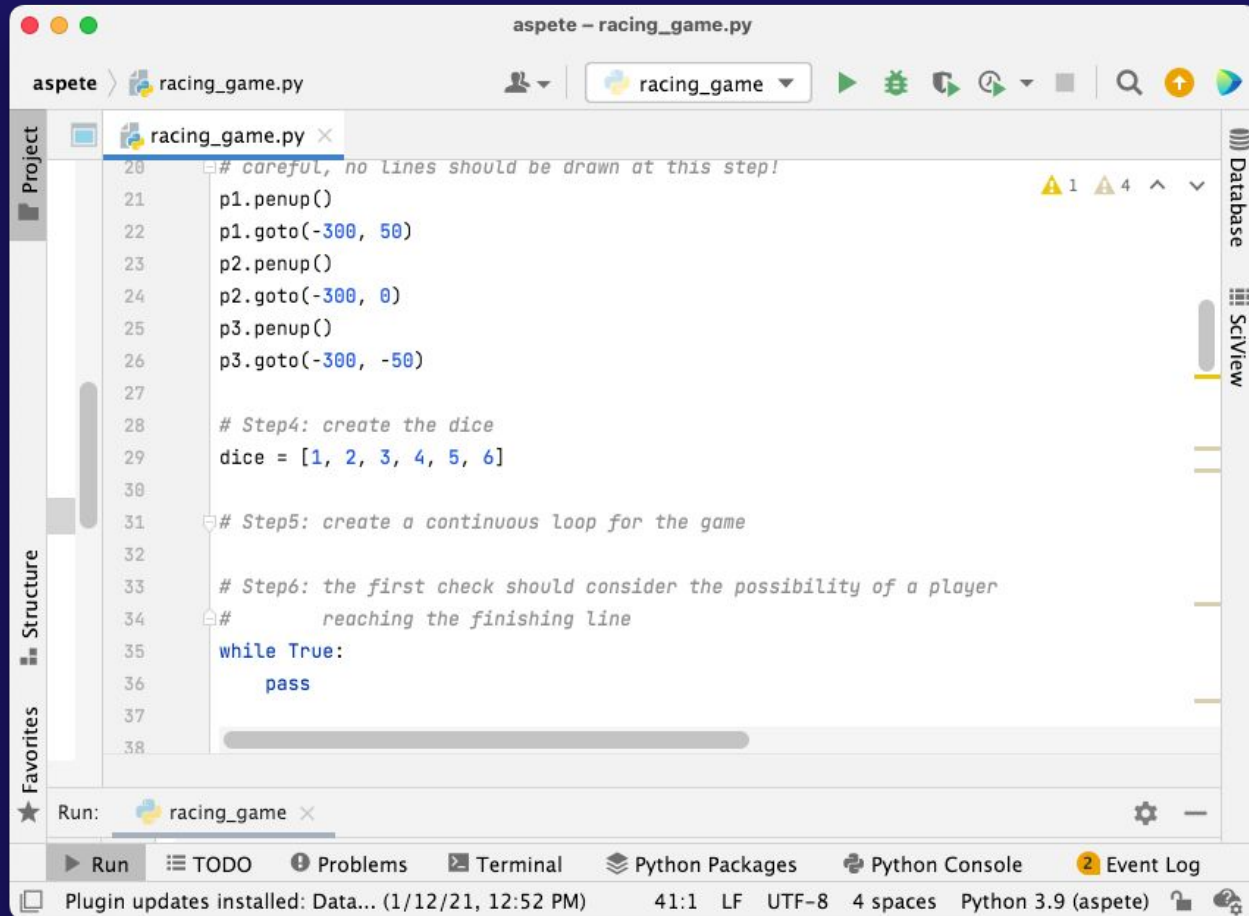 aspete – racing_game.py
aspete racing_game.py racing_game
Project
racing_game.py
1 4
20 # careful, no lines should be drawn at this step!
21 p1.penup()
22 p1.goto(-300, 50)
23 p2.penup()
24 p2.goto(-300, 0)
25 p3.penup()
26 p3.goto(-300, -50)
27
28 # Step4: create the dice
29 dice = [1, 2, 3, 4, 5, 6]
30
31 # Step5: create a continuous loop for the game
32
33 # Step6: the first check should consider the possibility of a player
34 #        reaching the finishing line
35 while True:
36     pass
37
38
Database
SciView
Structure
Favorites
Run: racing_game
Run TODO Problems Terminal Python Packages Python Console 2 Event Log
Plugin updates installed: Data... (1/12/21, 12:52 PM) 41:1 LF UTF-8 4 spaces Python 3.9 (aspete)